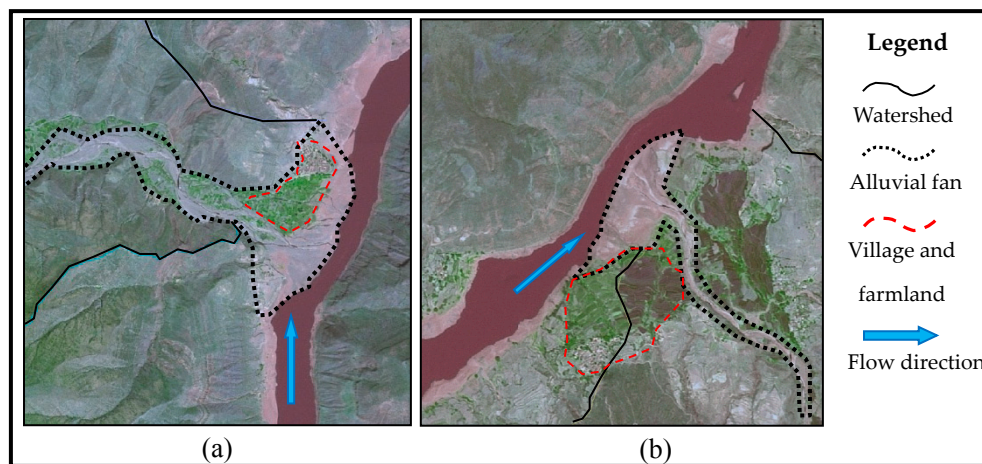 Legend
Watershed
Alluvial fan
Village and
farmland
Flow direction
(a)
(b)